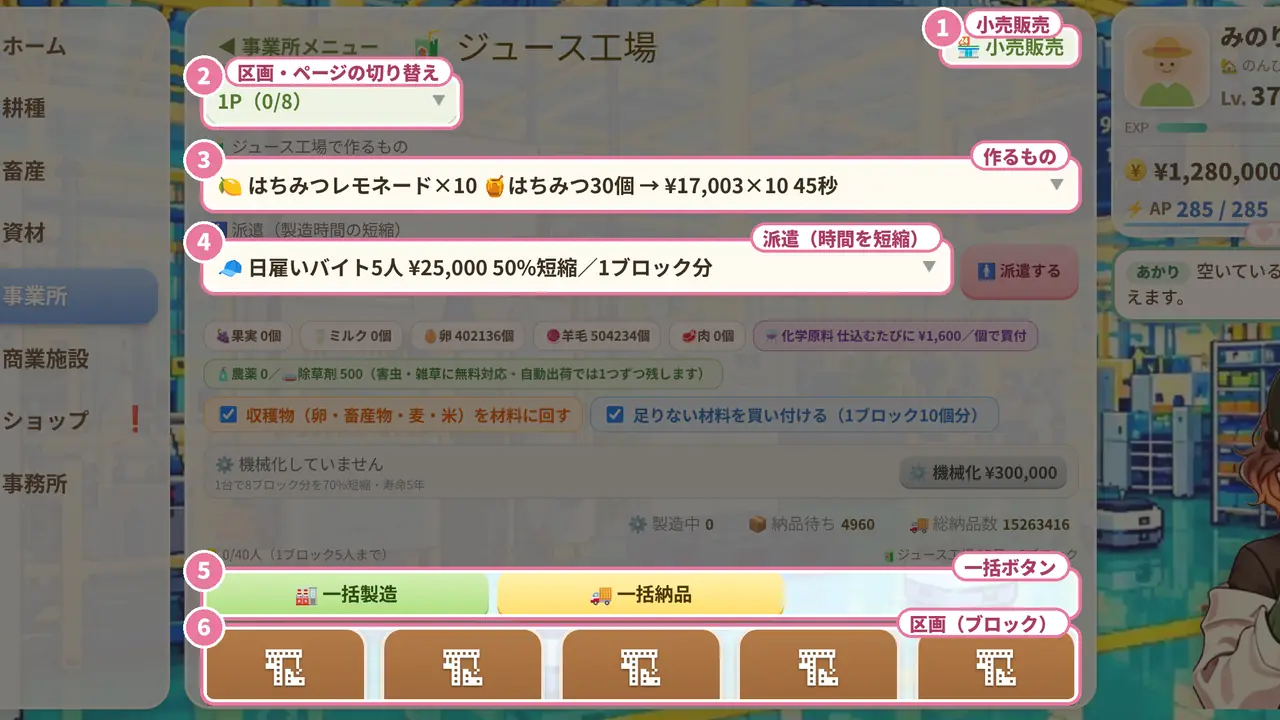 ホーム
耕種
畜産
資材
事業所
商業施設
ショップ ❗
事務所
◀事業所メニュー
ジュース工場
1
小売販売
小売販売
2
区画・ページの切り替え
1P（0/8）
ジュース工場で作るもの
3
作るもの
はちみつレモネード×10 はちみつ30個 → ¥17,003×10 45秒
派遣（製造時間の短縮）
4
派遣（時間を短縮）
日雇いバイト5人 ¥25,000 50%短縮／1ブロック分
派遣する
果実 0個
ミルク 0個
卵 402136個
羊毛 504234個
肉 0個
化学原料 仕込むたびに ¥1,600／個で買付
農薬 0／除草剤 500（害虫・雑草に無料対応・自動出荷では1つずつ残します）
収穫物（卵・畜産物・麦・米）を材料に回す
足りない材料を買い付ける（1ブロック10個分）
機械化していません
1台で8ブロック分を70%短縮・寿命5年
機械化 ¥300,000
製造中 0
納品待ち 4960
総納品数 15263416
0/40人（1ブロック5人まで）
ジュース工場
5
一括ボタン
一括製造
一括納品
6
区画（ブロック）
みのり
のんび
Lv. 37
EXP
¥1,280,000
AP 285 / 285
あかり 空いている
えます。